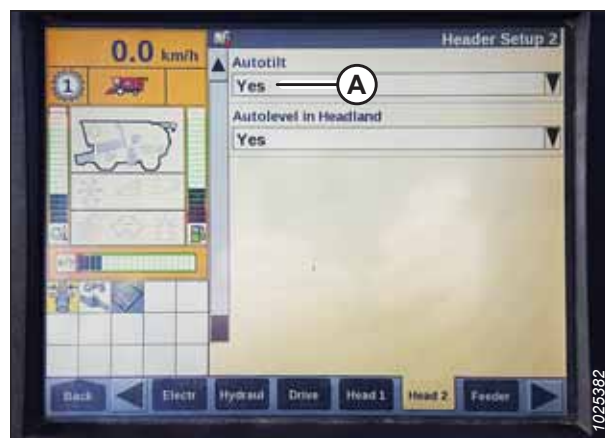 0.0 km/h
Header Setup 2
Autotilt
1
Yes
A
Autolevel in Headland
Yes
GPS
Back
Electr
Hydraul
Drive
Head 1
Head 2
Feeder
1025382